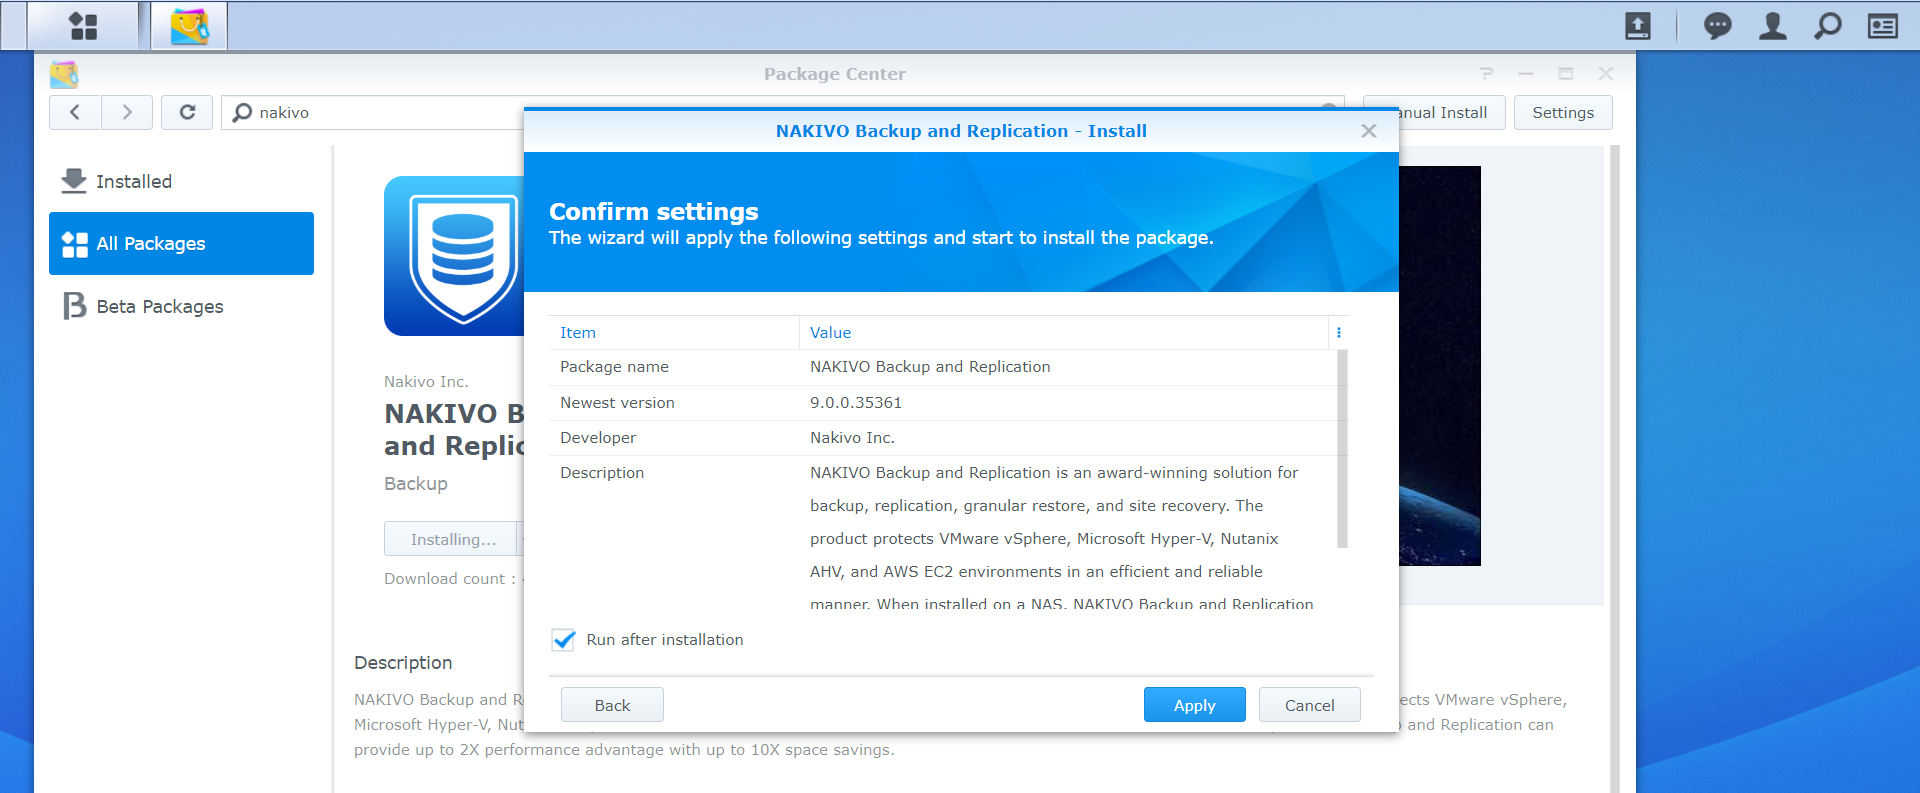 Package Center
nakivo
Manual Install
Settings
Installed
All Packages
Beta Packages
Nakivo Inc.
NAKIVO B
and Replic
Backup
Installing...
Download count :
Description
NAKIVO Backup and R
ects VMware vSphere,
Microsoft Hyper-V, Nut
and Replication can
provide up to 2X performance advantage with up to 10X space savings.
NAKIVO Backup and Replication - Install
Confirm settings
The wizard will apply the following settings and start to install the package.
Item Value
Package name NAKIVO Backup and Replication
Newest version 9.0.0.35361
Developer Nakivo Inc.
Description NAKIVO Backup and Replication is an award-winning solution for
backup, replication, granular restore, and site recovery. The
product protects VMware vSphere, Microsoft Hyper-V, Nutanix
AHV, and AWS EC2 environments in an efficient and reliable
manner. When installed on a NAS, NAKIVO Backup and Replication
Run after installation
Back
Apply
Cancel